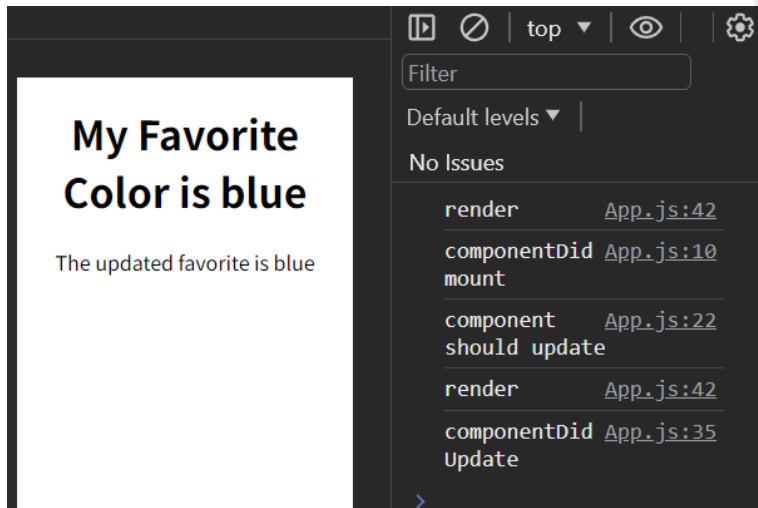 My Favorite
Color is blue
The updated favorite is blue
top
Filter
Default levels
No Issues
render App.js:42
componentDid App.js:10
mount
component App.js:22
should update
render App.js:42
componentDid App.js:35
Update